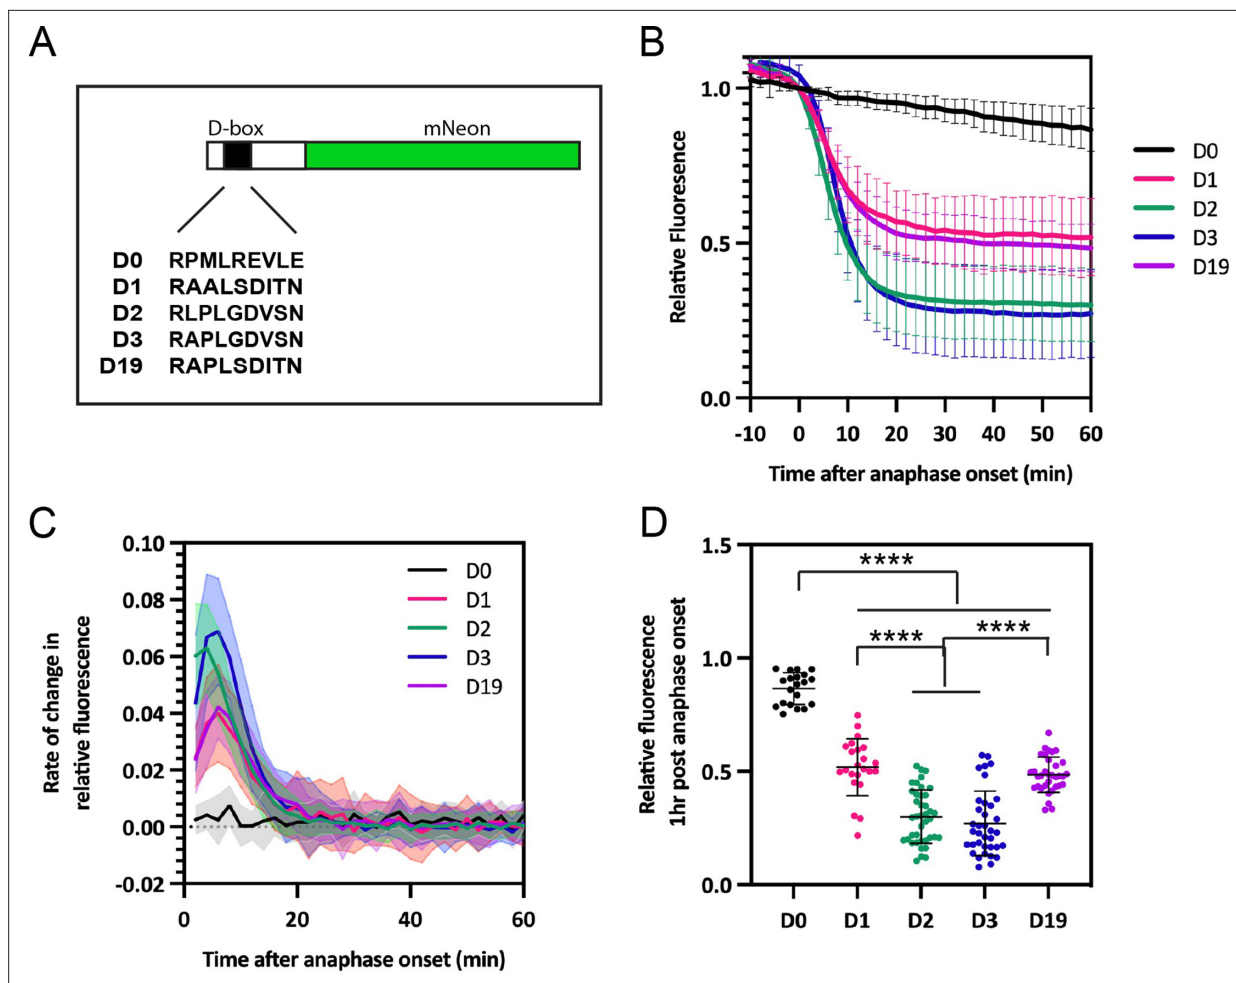 A
D-box
mNeon
D0 RPMLREVLE
D1 RAALSDITN
D2 RLPLGDVSN
D3 RAPLGDVSN
D19 RAPLSDITN
B
Relative Fluoresence
1.0
0.5
0.0
-10 0 10 20 30 40 50 60
Time after anaphase onset (min)
D0
D1
D2
D3
D19
C
Rate of change in
relative fluorescence
0.10
0.08
0.06
0.04
0.02
0.00
-0.02
0 20 40 60
Time after anaphase onset (min)
D0
D1
D2
D3
D19
D
Relative fluorescence
1hr post anaphase onset
1.5
1.0
0.5
0.0
****
**** ****
D0 D1 D2 D3 D19